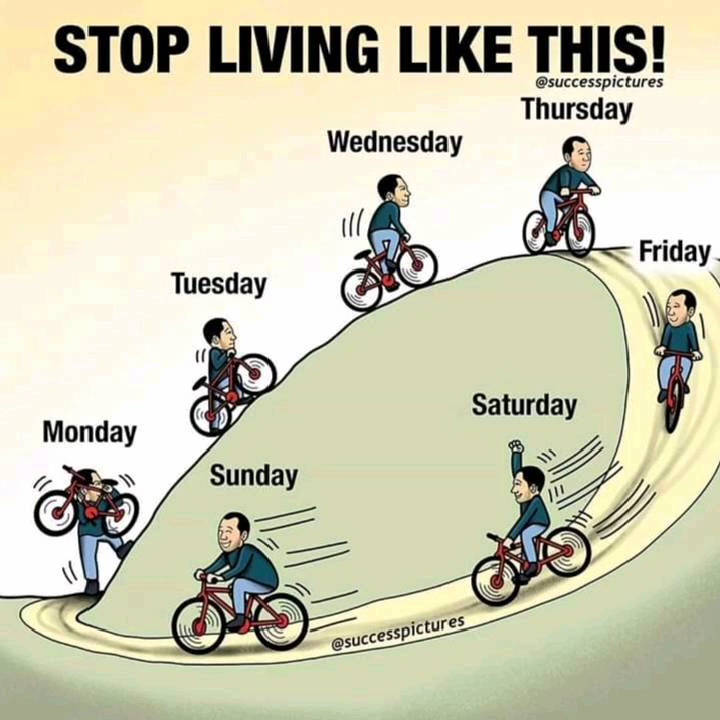 STOP LIVING LIKE THIS!
@successpictures
Thursday
Wednesday
Friday
Tuesday
Saturday
Monday
Sunday
@successpictures